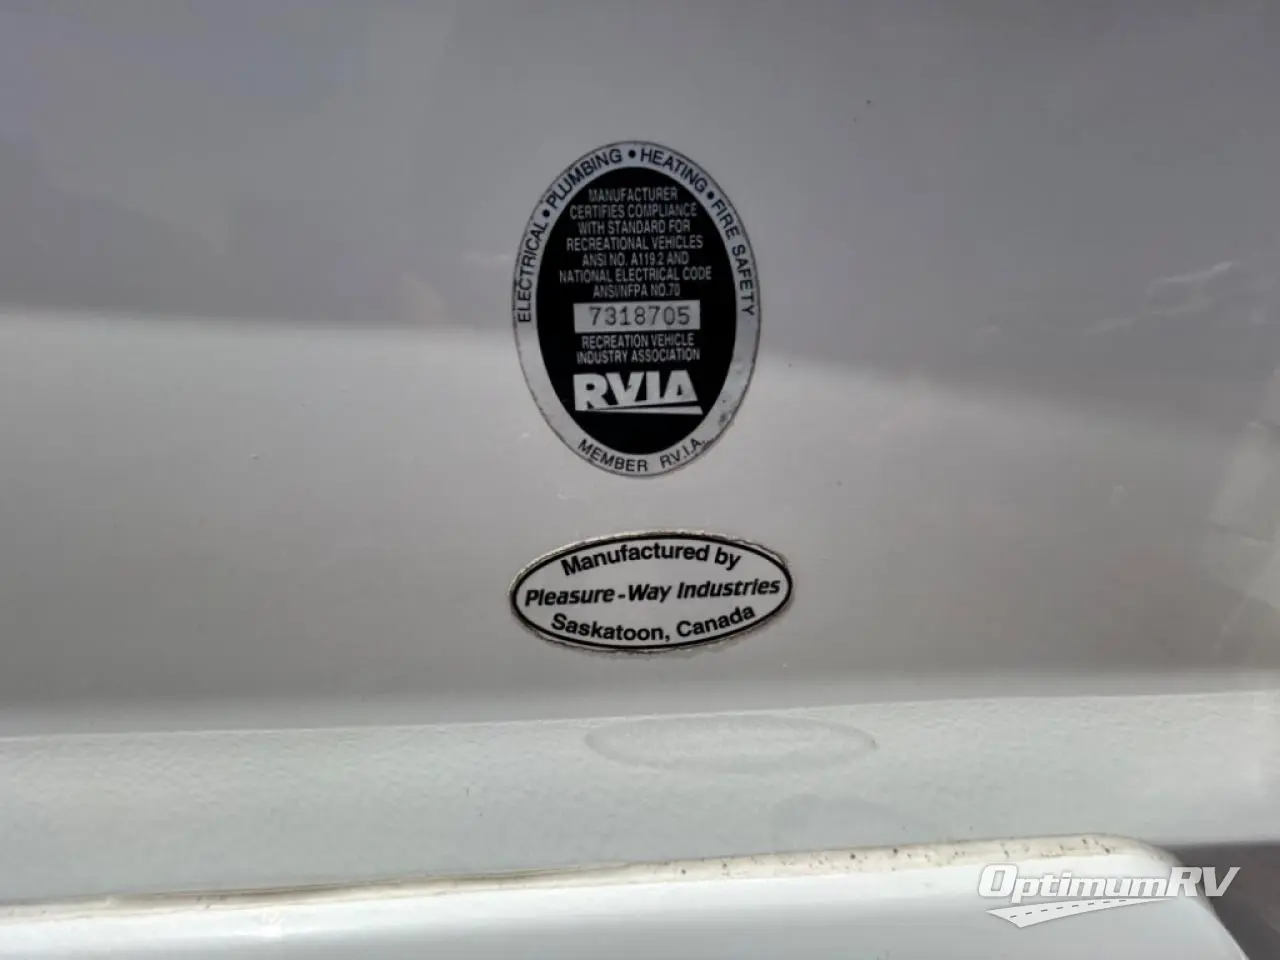 ELECTRICAL • PLUMBING • HEATING • FIRE SAFETY
MANUFACTURER
CERTIFIES COMPLIANCE
WITH STANDARD FOR
RECREATIONAL VEHICLES
ANSI NO. A119.2 AND
NATIONAL ELECTRICAL CODE
ANSI/NFPA NO.70
7318705
RECREATION VEHICLE
INDUSTRY ASSOCIATION
RVIA
MEMBER R.V.I.A.
Manufactured by
Pleasure-Way Industries
Saskatoon, Canada
OptimumRV